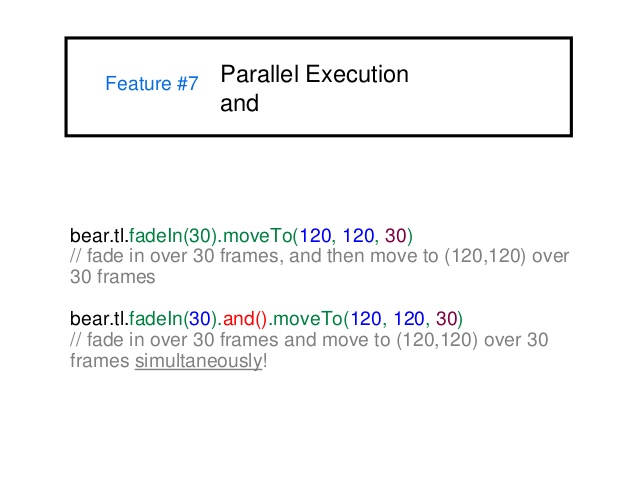 Feature #7
Parallel Execution
and
bear.tl.fadeIn(30).moveTo(120, 120, 30)
// fade in over 30 frames, and then move to (120,120) over
30 frames
bear.tl.fadeIn(30).and().moveTo(120, 120, 30)
// fade in over 30 frames and move to (120,120) over 30
frames simultaneously!